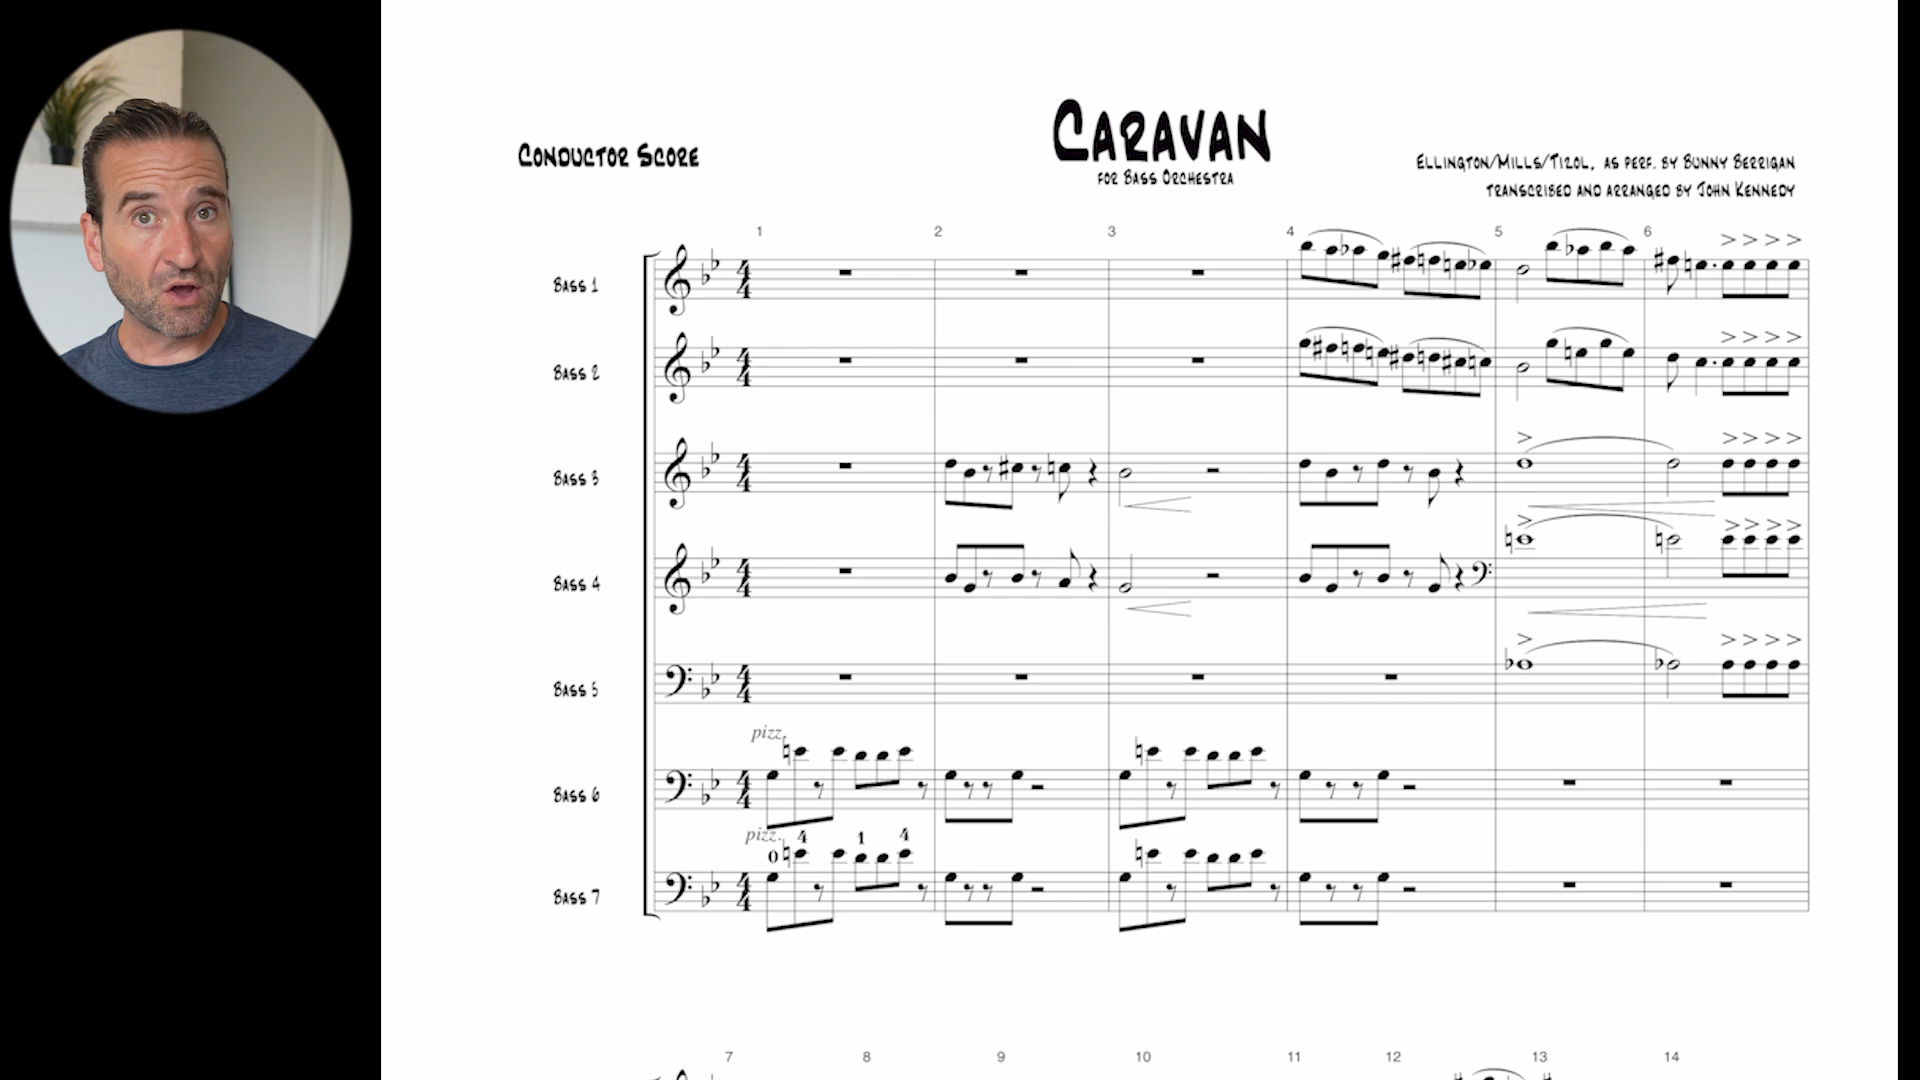 CARAVAN
FOR BASS ORCHESTRA
CONDUCTOR SCORE
ELLINGTON/MILLS/TIZOL, AS PERF. BY BUNNY BERRIGAN
TRANSCRIBED AND ARRANGED BY JOHN KENNEDY
1 2 3 4 5 6
BASS 1
BASS 2
BASS 3
BASS 4
BASS 5
pizz.
BASS 6
pizz. 4 1 4
0
BASS 7
7 8 9 10 11 12 13 14